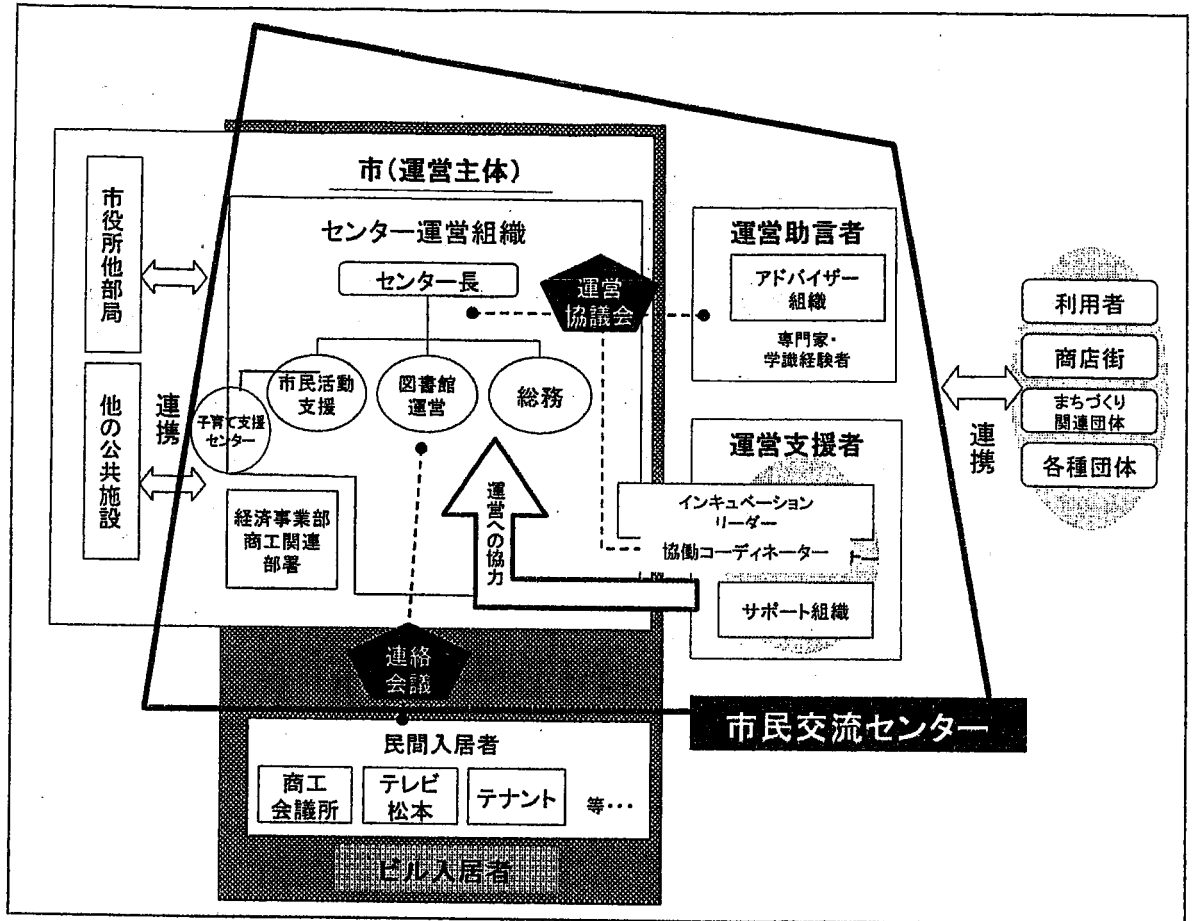 市(運営主体)
市役所他部局
他の公共施設
連携
センター運営組織
センター長
市民活動
支援
図書館
運営
総務
子育て支援
センター
経済事業部
商工関連
部署
運営
協議会
運営への協力
運営助言者
アドバイザー
組織
専門家・
学識経験者
運営支援者
インキュベーション
リーダー
協働コーディネーター
サポート組織
連携
利用者
商店街
まちづくり
関連団体
各種団体
連絡
会議
市民交流センター
民間入居者
商工
会議所
テレビ
松本
テナント
等・・・
ビル入居者